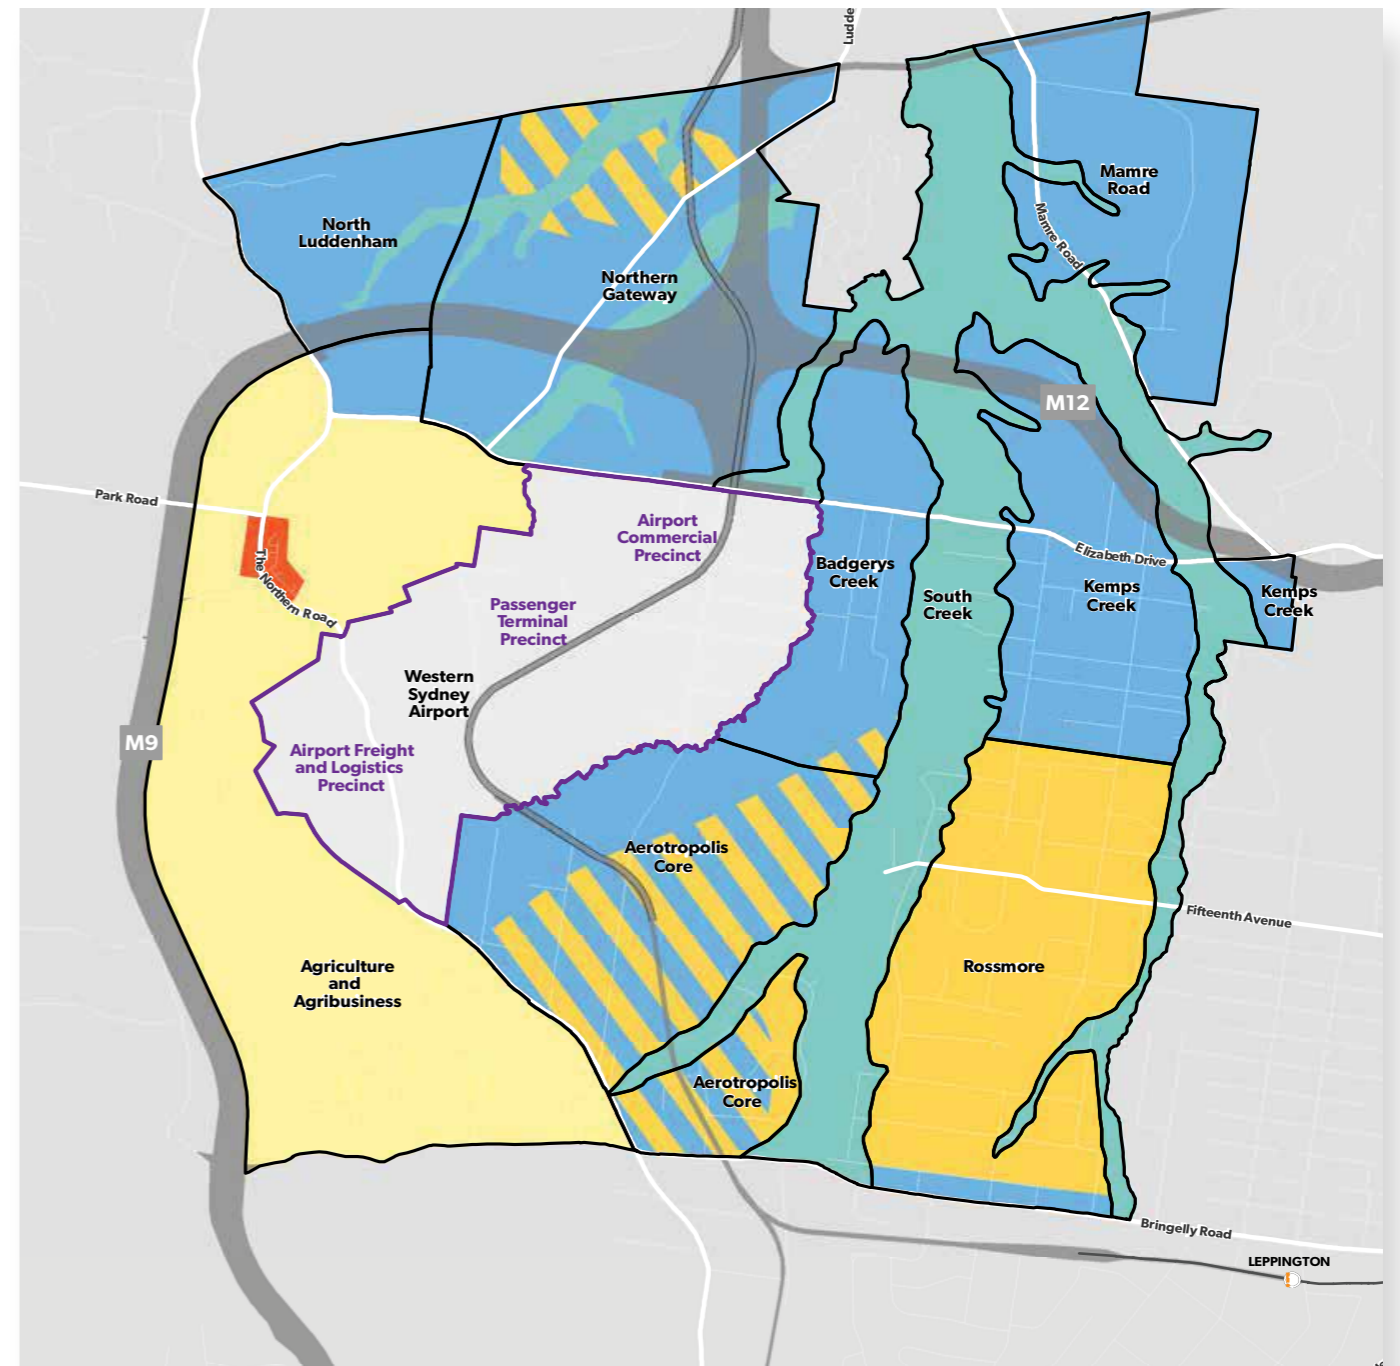 Ludde
Mamre
Road
North
Luddenham
Mamre Road
Northern
Gateway
M12
Park Road
Airport
Commercial
Precinct
Elizabeth Drive
Badgerys
Creek
The Northern Road
South
Creek
Kemps
Creek
Kemps
Creek
Passenger
Terminal
Precinct
Western
Sydney
Airport
M9
Airport Freight
and Logistics
Precinct
Aerotropolis
Core
Fifteenth Avenue
Agriculture
and
Agribusiness
Rossmore
Aerotropolis
Core
Bringelly Road
LEPPINGTON